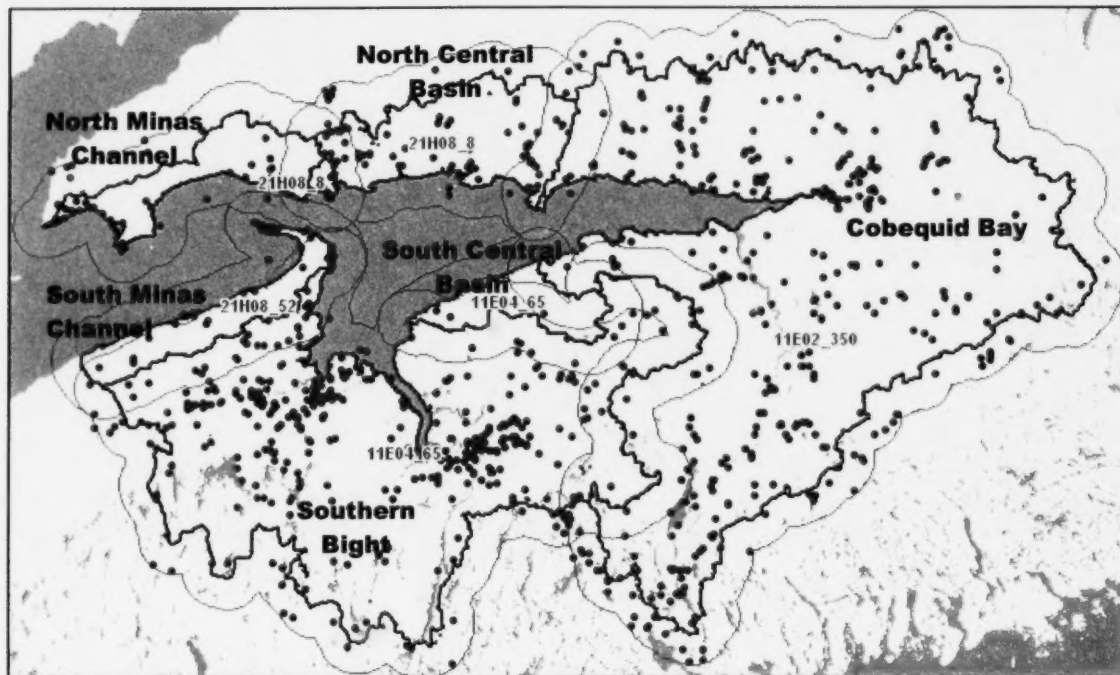 North Central
Basin
North Minas
Channel
21H08_8
21H08_8
Cobequid Bay
South Central
Basin
South Minas
Channel
21H08_52
11E04_65
11E02_350
11E04_65
Southern
Bight